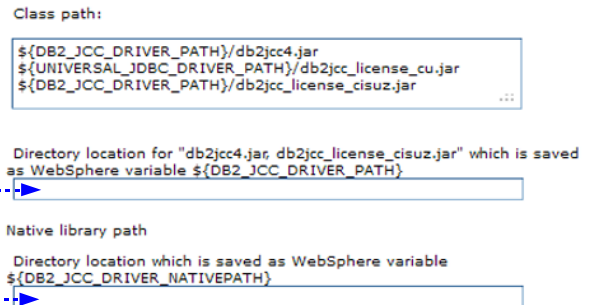 Class path:
${DB2_JCC_DRIVER_PATH}/db2jcc4.jar
${UNIVERSAL_JDBC_DRIVER_PATH}/db2jcc_license_cu.jar
${DB2_JCC_DRIVER_PATH}/db2jcc_license_cisuz.jar
Directory location for "db2jcc4.jar, db2jcc_license_cisuz.jar" which is saved
as WebSphere variable ${DB2_JCC_DRIVER_PATH}
Native library path
Directory location which is saved as WebSphere variable
${DB2_JCC_DRIVER_NATIVEPATH}